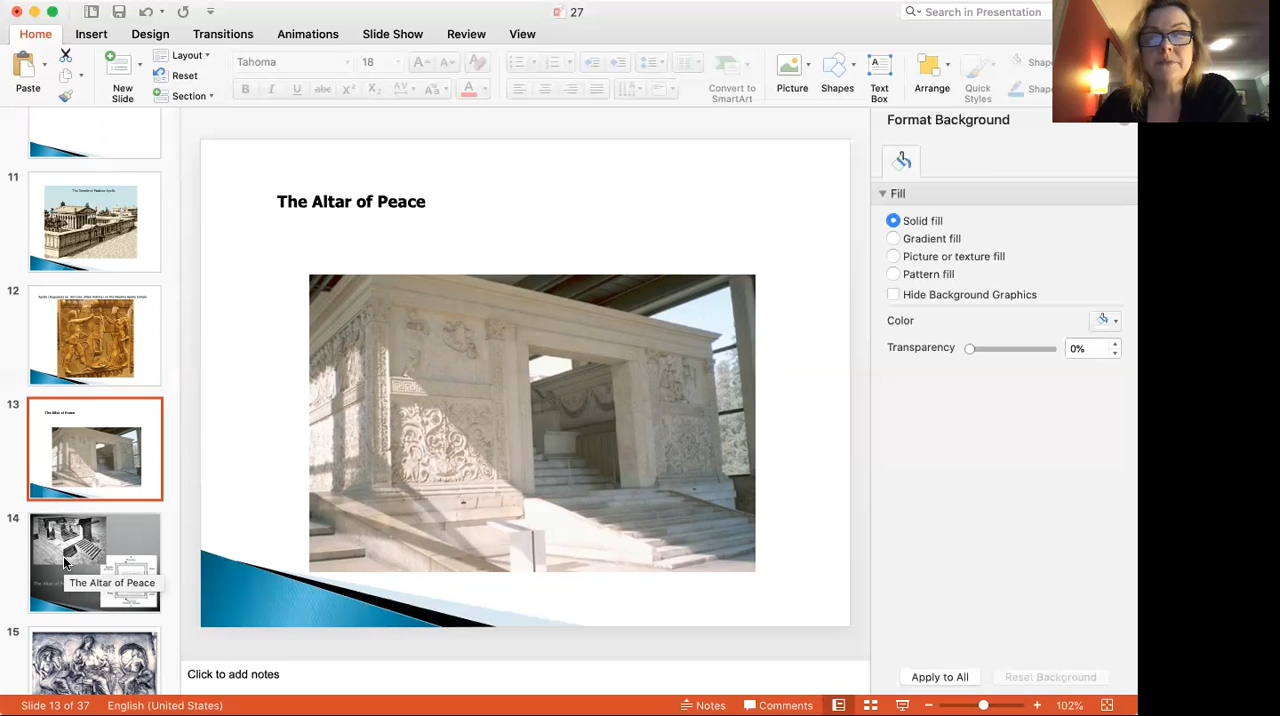 27
Search in Presentation
Home Insert Design Transitions Animations Slide Show Review View
Paste
New Slide
Layout
Reset
Section
Tahoma 18
Convert to SmartArt
Picture Shapes Text Box Arrange Quick Styles
Format Background
Fill
Solid fill
Gradient fill
Picture or texture fill
Pattern fill
Hide Background Graphics
Color
Transparency 0%
Apply to All Reset Background
11
12
13
The Altar of Peace
14
The Altar of Peace
15
The Altar of Peace
Click to add notes
Slide 13 of 37 English (United States) Notes Comments 102%